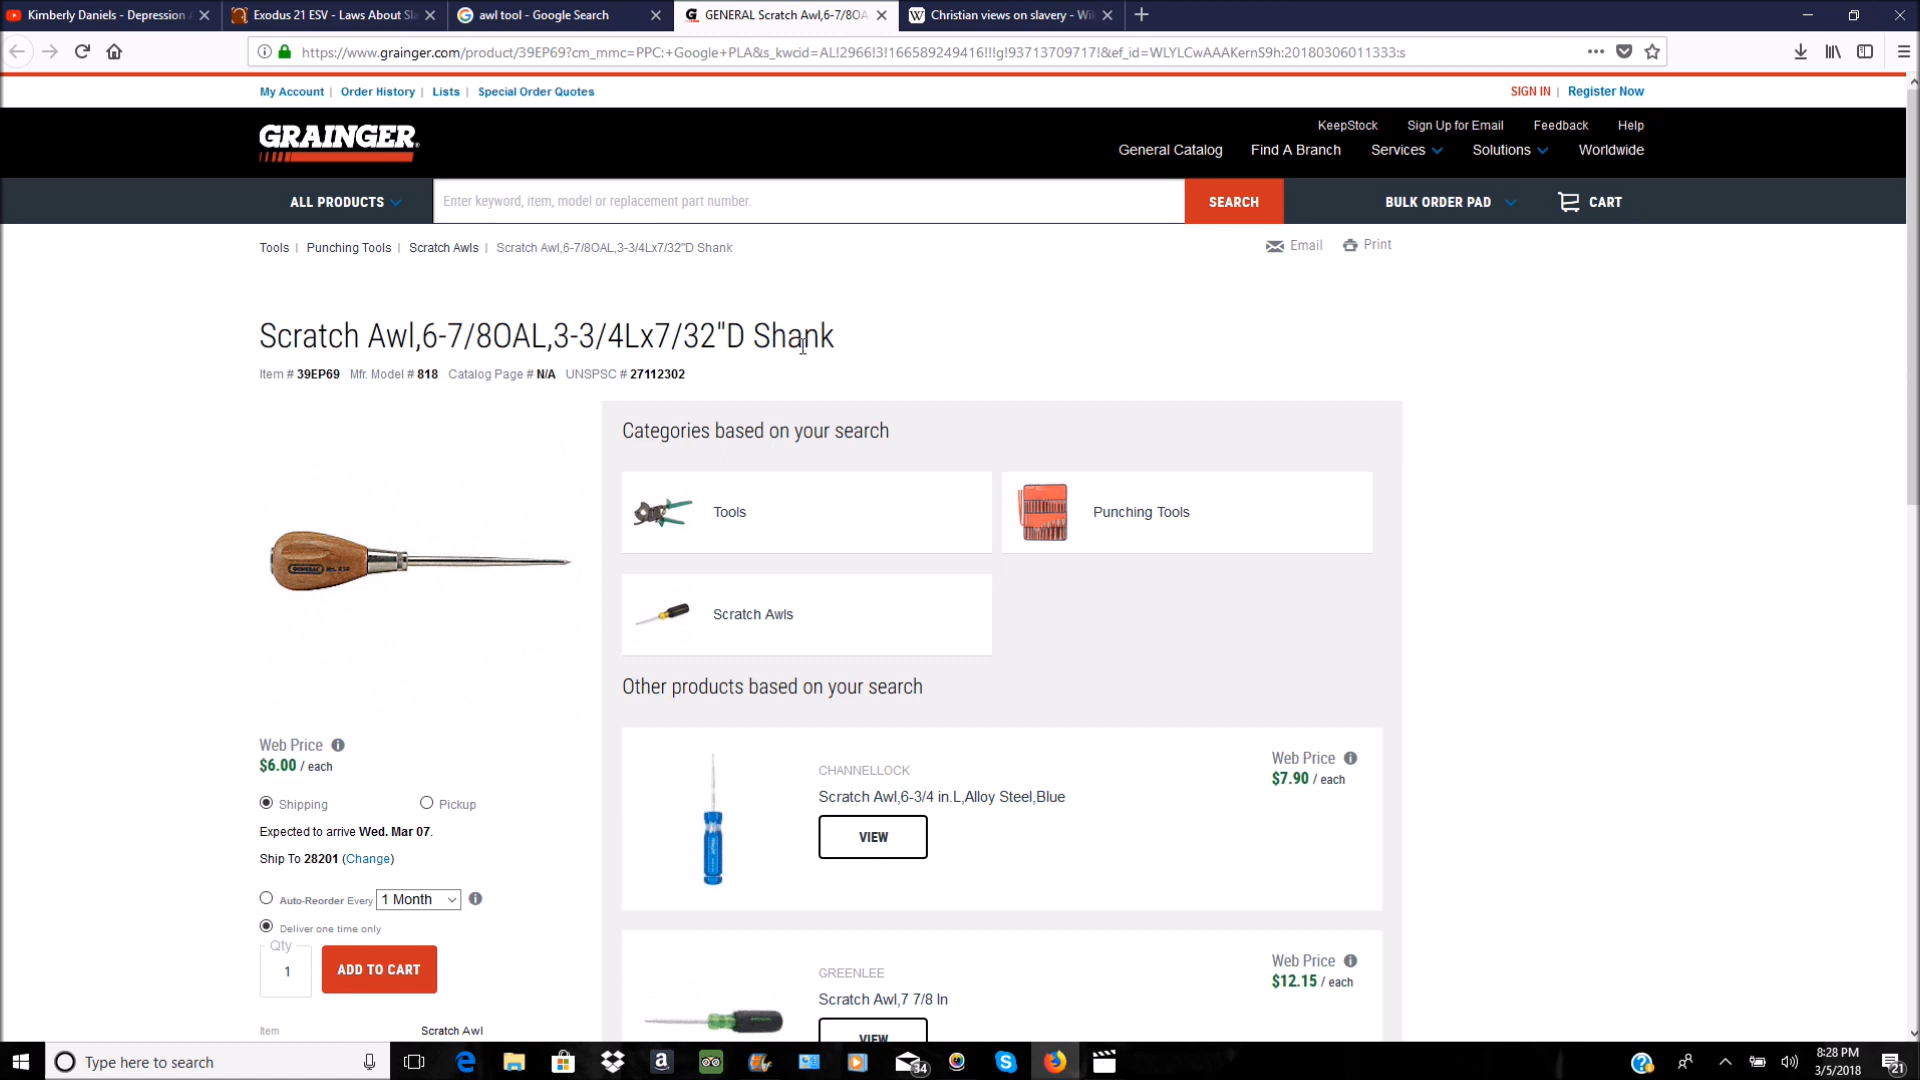 Kimberly Daniels - Depression A
Exodus 21 ESV - Laws About Sla
awl tool - Google Search
GENERAL Scratch Awl,6-7/8OA
Christian views on slavery - Wik
https://www.grainger.com/product/39EP69?cm_mmc=PPC:+Google+PLA&s_kwcid=AL!2966!3!166589249416!!!g!93713709717!&ef_id=WLYLCwAAAKernS9h:20180306011333:s
My Account | Order History | Lists | Special Order Quotes
SIGN IN | Register Now
GRAINGER
KeepStock Sign Up for Email Feedback Help
General Catalog Find A Branch Services Solutions Worldwide
ALL PRODUCTS
Enter keyword, item, model or replacement part number.
SEARCH
BULK ORDER PAD
CART
Tools | Punching Tools | Scratch Awls | Scratch Awl,6-7/8OAL,3-3/4Lx7/32"D Shank
Email Print
Scratch Awl,6-7/8OAL,3-3/4Lx7/32"D Shank
Item # 39EP69 Mfr. Model # 818 Catalog Page # N/A UNSPSC # 27112302
Categories based on your search
Tools
Punching Tools
Scratch Awls
GENERAL
Other products based on your search
Web Price
$6.00 / each
Shipping Pickup
Expected to arrive Wed. Mar 07.
Ship To 28201 (Change)
Auto-Reorder Every 1 Month
Deliver one time only
Qty
1
ADD TO CART
Item Scratch Awl
CHANNELLOCK
Scratch Awl,6-3/4 in.L,Alloy Steel,Blue
VIEW
Web Price
$7.90 / each
GREENLEE
Scratch Awl,7 7/8 In
VIEW
Web Price
$12.15 / each
Type here to search
34
8:28 PM
3/5/2018
21